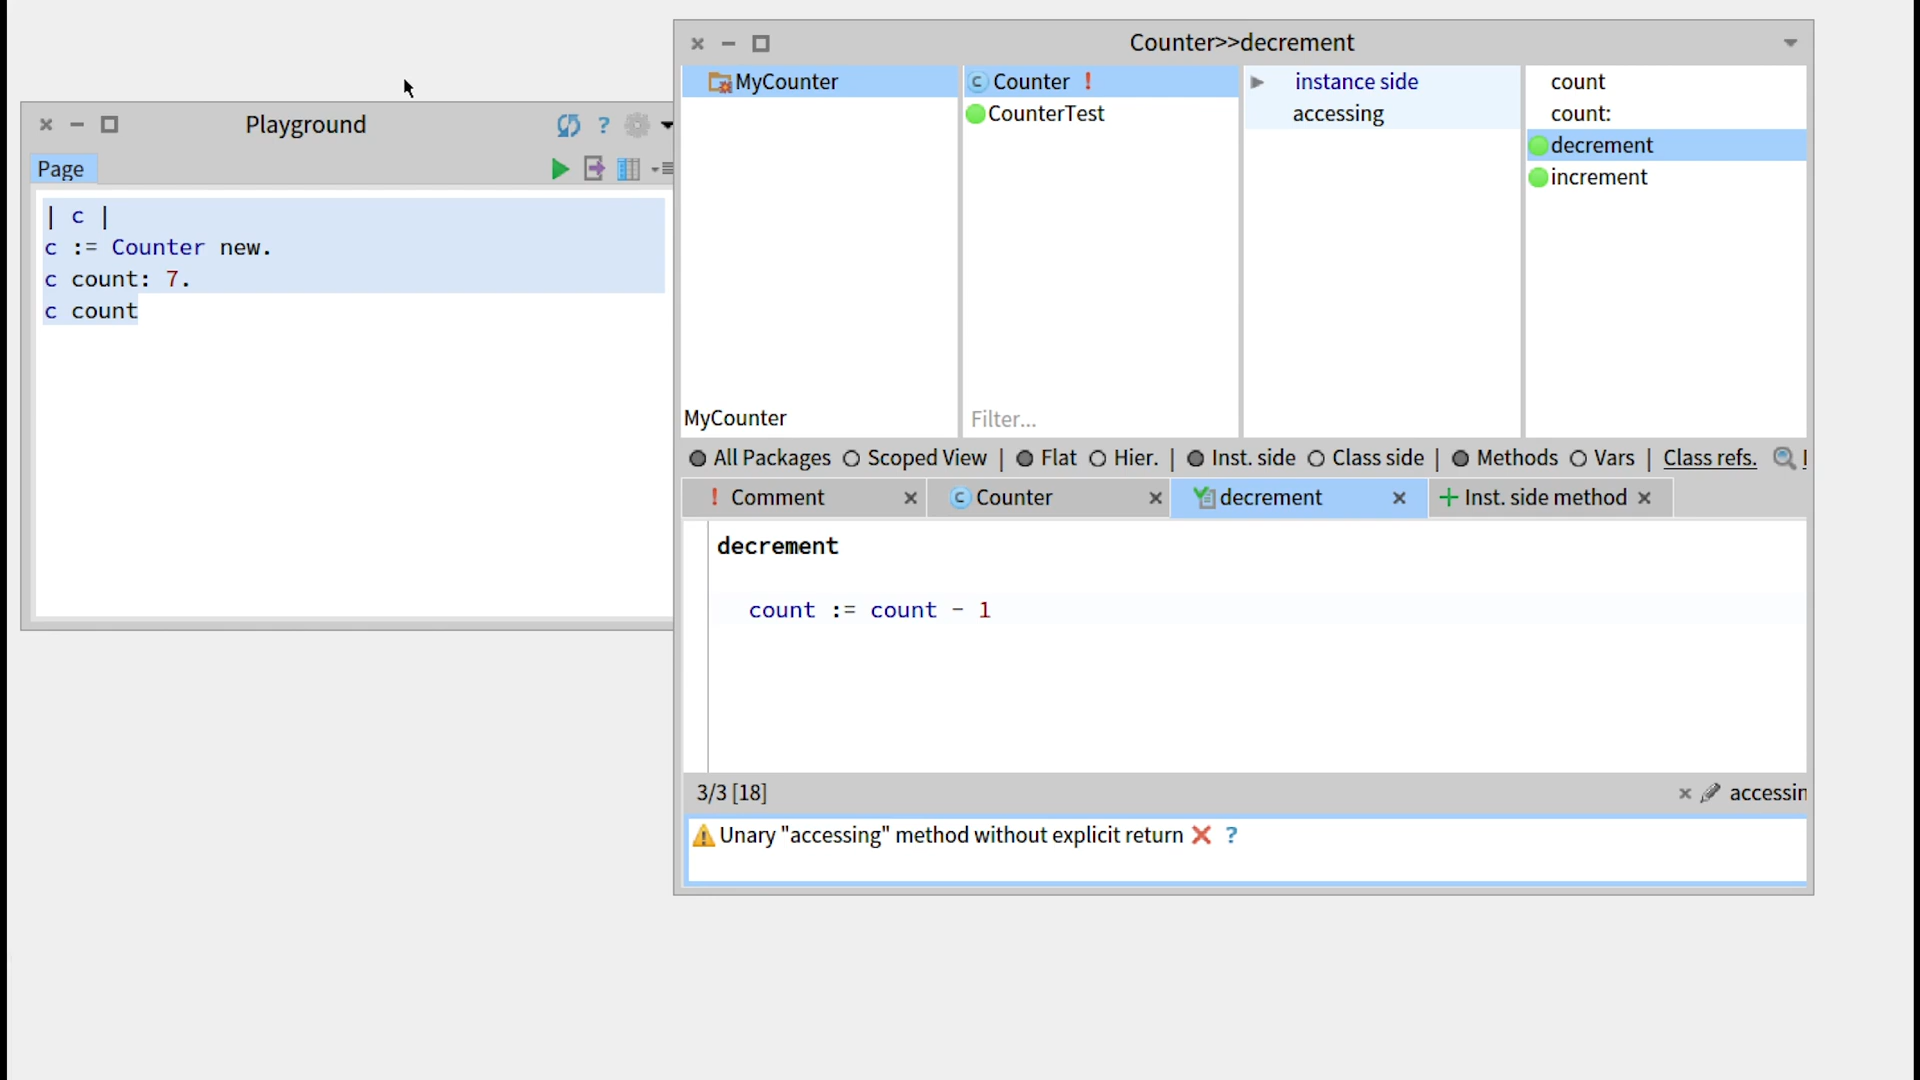 Playground
?
Page
| c |
c := Counter new.
c count: 7.
c count
Counter>>decrement
MyCounter
MyCounter
Counter !
CounterTest
Filter...
instance side
accessing
count
count:
decrement
increment
All Packages Scoped View | Flat Hier. | Inst. side Class side | Methods Vars | Class refs.
! Comment
Counter
decrement
Inst. side method
decrement
count := count - 1
3/3 [18]
accessin
Unary "accessing" method without explicit return ?